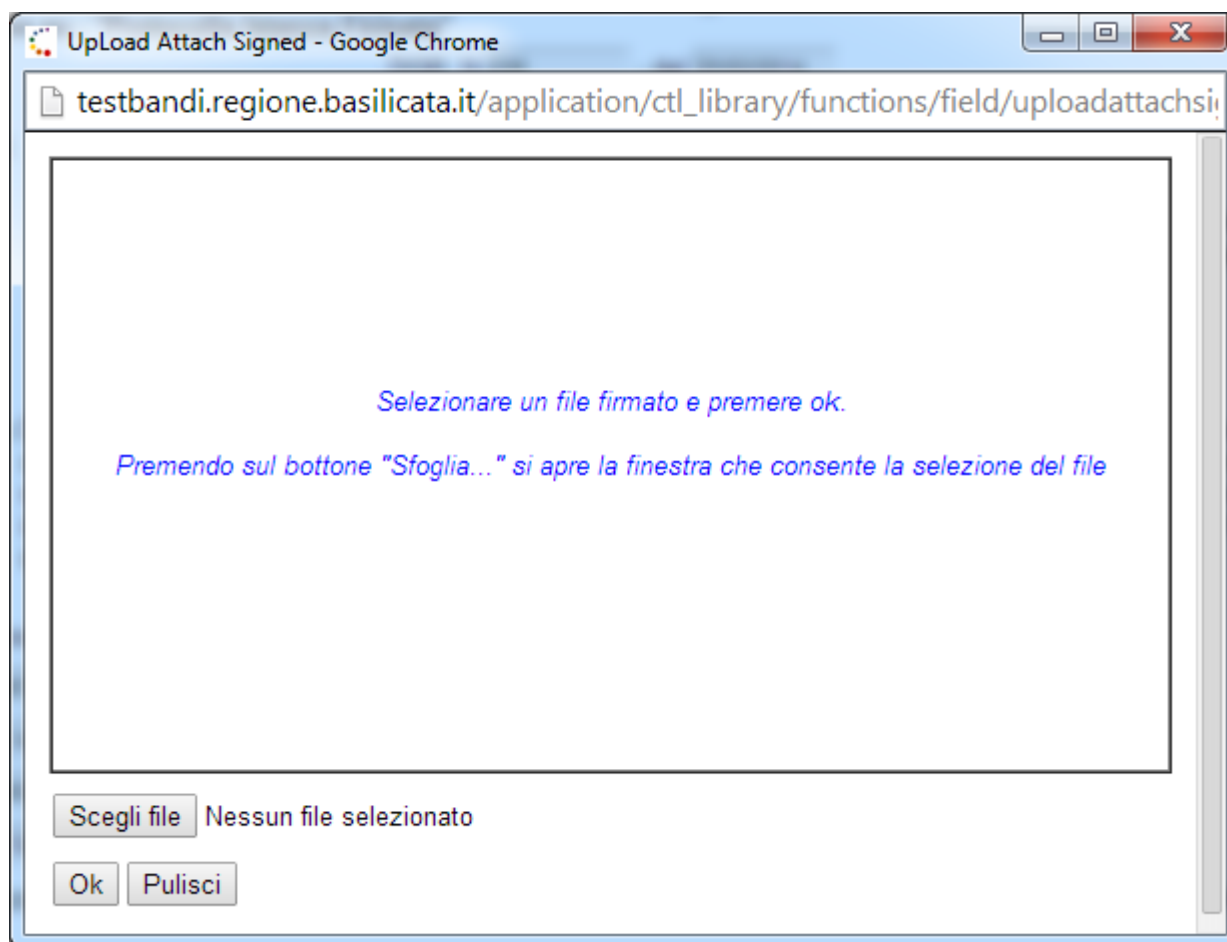 UpLoad Attach Signed - Google Chrome
testbandi.regione.basilicata.it/application/ctl_library/functions/field/uploadattachsi
Selezionare un file firmato e premere ok.
Premendo sul bottone "Sfoglia..." si apre la finestra che consente la selezione del file
Scegli file Nessun file selezionato
Ok Pulisci